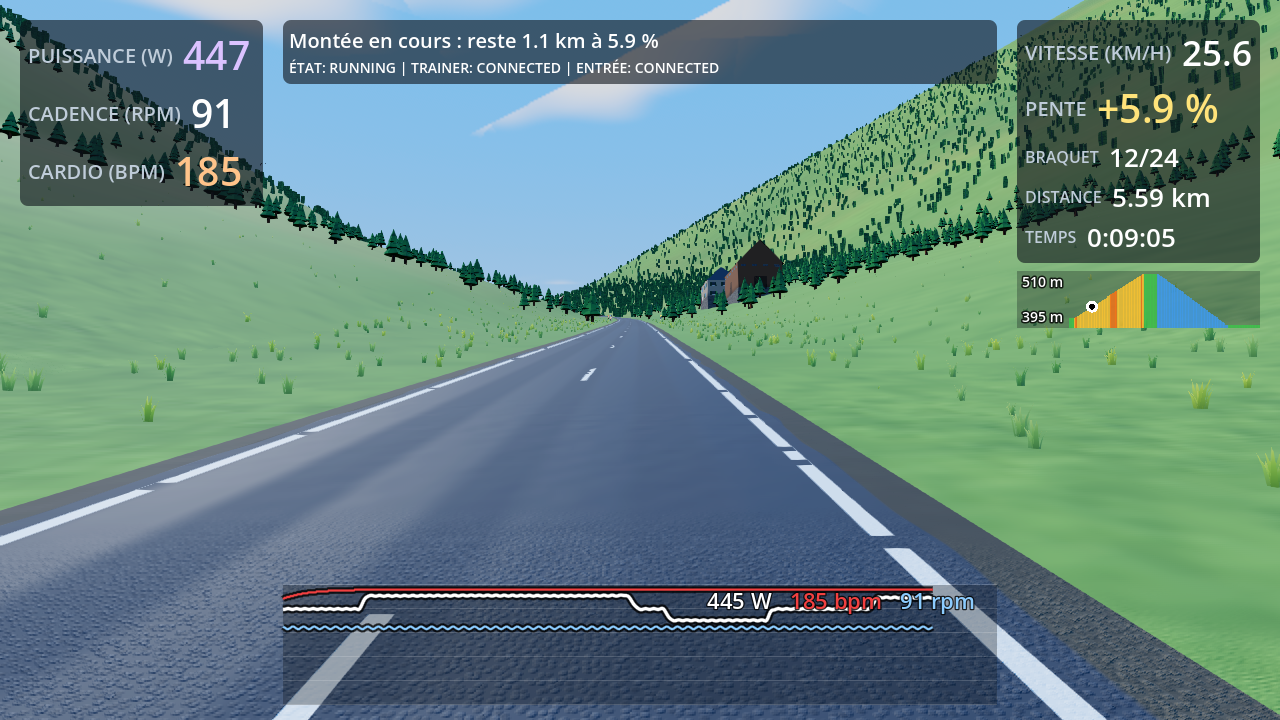 PUISSANCE (W) 447
CADENCE (RPM) 91
CARDIO (BPM) 185
Montée en cours : reste 1.1 km à 5.9 %
ÉTAT: RUNNING | TRAINER: CONNECTED | ENTRÉE: CONNECTED
VITESSE (KM/H) 25.6
PENTE +5.9 %
BRAQUET 12/24
DISTANCE 5.59 km
TEMPS 0:09:05
510 m
395 m
445 W 185 bpm 91 rpm